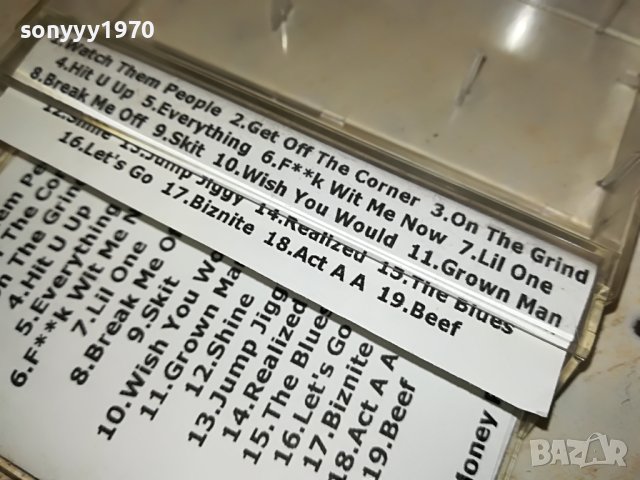 sonyyy1970
1.Watch Them People 2.Get Off The Corner 3.On The Grind
4.Hit U Up 5.Everything 6.F**k Wit Me Now 7.Lil One
8.Break Me Off 9.Skit 10.Wish You Would 11.Grown Man
12.Shine 13.Jump Jiggy 14.Realized 15.The Blues
16.Let's Go 17.Biznite 18.Act A A 19.Beef
4.Hit U Up
5.Everything
6.F**k Wit Me N
7.Lil One
8.Break Me O
9.Skit
10.Wish You Wo
11.Grown Ma
12.Shine
13.Jump Jigg
14.Realized
15.The Blues
16.Let's Go
17.Biznite
18.Act A A
19.Beef
BAZAR